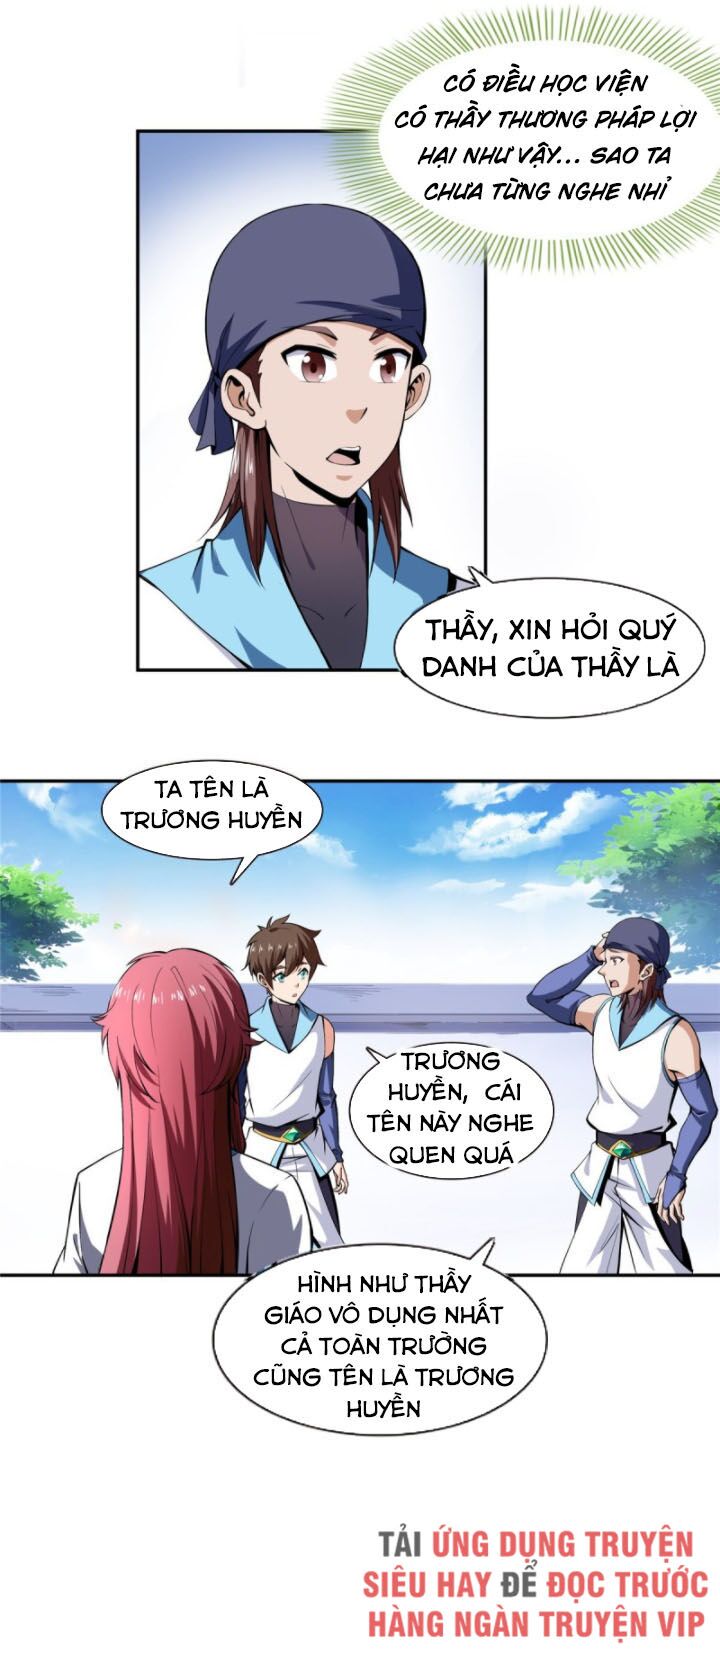 CÓ ĐIỀU HỌC VIỆN
CÓ THẦY THƯƠNG PHÁP LỢI
HẠI NHƯ VẬY... SAO TA
CHƯA TỪNG NGHE NHỈ
THẦY, XIN HỎI QUÝ
DANH CỦA THẦY LÀ
TA TÊN LÀ
TRƯƠNG HUYỀN
TRƯƠNG
HUYỀN, CÁI
TÊN NÀY NGHE
QUEN QUÁ
HÌNH NHƯ THẦY
GIÁO VÔ DỤNG NHẤT
CẢ TOÀN TRƯỜNG
CŨNG TÊN LÀ TRƯƠNG
HUYỀN
TẢI ỨNG DỤNG TRUYỆN
SIÊU HAY ĐỂ ĐỌC TRƯỚC
HÀNG NGÀN TRUYỆN VIP